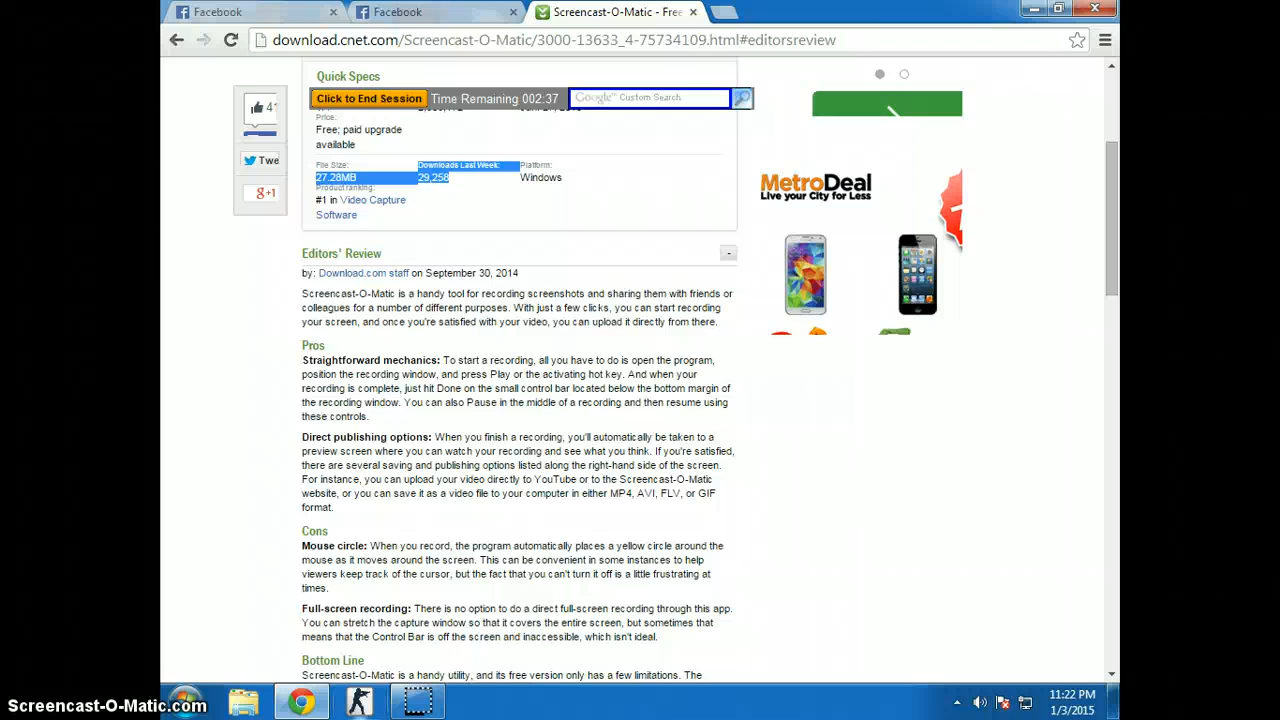 Facebook
Facebook
Screencast-O-Matic - Free
download.cnet.com/Screencast-O-Matic/3000-13633_4-75734109.html#editorsreview
Quick Specs
Click to End Session Time Remaining 002:37 Google™ Custom Search
41
Price:
Free; paid upgrade
available
File Size: Downloads Last Week: Platform:
27.28MB 29,258 Windows
Twe
Product ranking:
#1 in Video Capture
Software
g+1
MetroDeal
Live your City for Less
Editors' Review
-
by: Download.com staff on September 30, 2014
Screencast-O-Matic is a handy tool for recording screenshots and sharing them with friends or
colleagues for a number of different purposes. With just a few clicks, you can start recording
your screen, and once you're satisfied with your video, you can upload it directly from there.
Pros
Straightforward mechanics: To start a recording, all you have to do is open the program,
position the recording window, and press Play or the activating hot key. And when your
recording is complete, just hit Done on the small control bar located below the bottom margin of
the recording window. You can also Pause in the middle of a recording and then resume using
these controls.
Direct publishing options: When you finish a recording, you'll automatically be taken to a
preview screen where you can watch your recording and see what you think. If you're satisfied,
there are several saving and publishing options listed along the right-hand side of the screen.
For instance, you can upload your video directly to YouTube or to the Screencast-O-Matic
website, or you can save it as a video file to your computer in either MP4, AVI, FLV, or GIF
format.
Cons
Mouse circle: When you record, the program automatically places a yellow circle around the
mouse as it moves around the screen. This can be convenient in some instances to help
viewers keep track of the cursor, but the fact that you can't turn it off is a little frustrating at
times.
Full-screen recording: There is no option to do a direct full-screen recording through this app.
You can stretch the capture window so that it covers the entire screen, but sometimes that
means that the Control Bar is off the screen and inaccessible, which isn't ideal.
Bottom Line
Screencast-O-Matic is a handy utility, and its free version only has a few limitations. The
11:22 PM
1/3/2015
Screencast-O-Matic.com